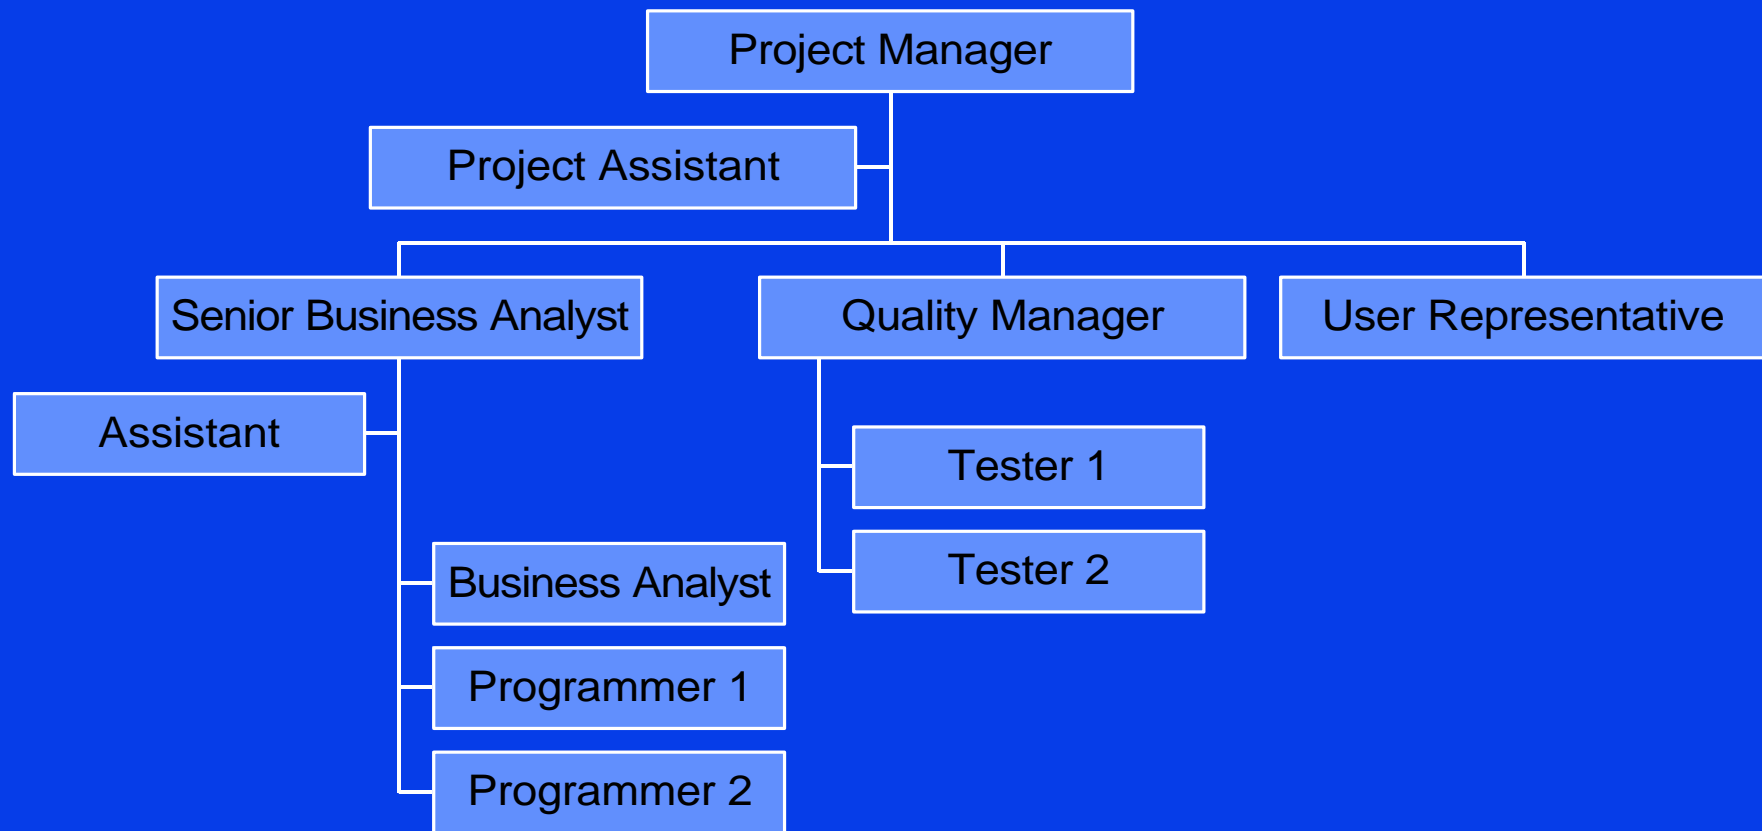 Project Manager
Project Assistant
Senior Business Analyst
Quality Manager
User Representative
Assistant
Tester 1
Tester 2
Business Analyst
Programmer 1
Programmer 2